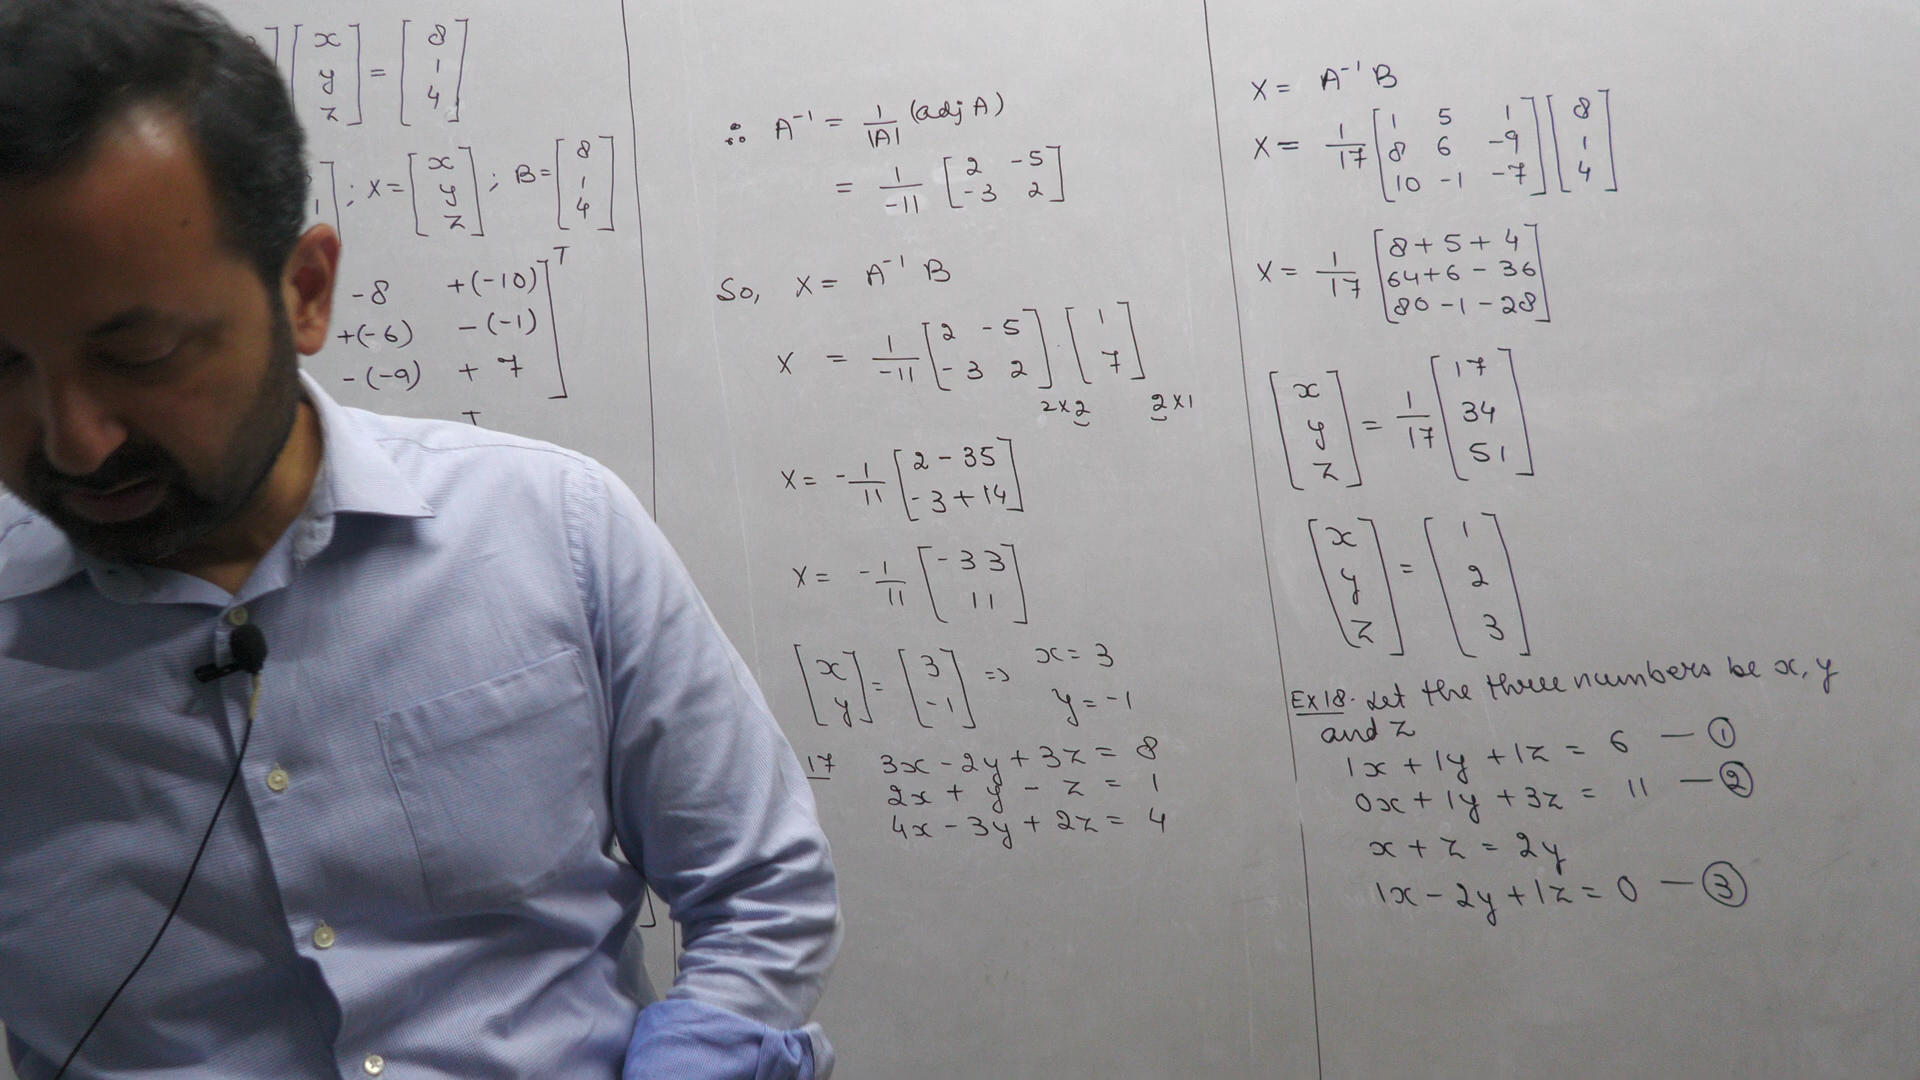 [x y z] = [8 1 4]
; X = [x y z] ; B = [8 1 4]
-8 +(-10)
+(-6) -(-1)
-(-9) + 7
T
T
∴ A⁻¹ = 1/|A| (adj A)
= 1/-11 [2 -5
-3 2]
So, X = A⁻¹ B
X = 1/-11 [2 -5
-3 2] . [1
7]
2×2 2×1
X = -1/11 [2 - 35
-3 + 14]
X = -1/11 [-33
11]
[x y] = [3 -1] ⇒ x = 3
y = -1
17 3x - 2y + 3z = 8
2x + y - z = 1
4x - 3y + 2z = 4
X = A⁻¹ B
X = 1/17 [1 5 1
8 6 -9
10 -1 -7] [8 1 4]
X = 1/17 [8 + 5 + 4
64 + 6 - 36
80 - 1 - 28]
[x y z] = 1/17 [17 34 51]
[x y z] = [1 2 3]
EX18. Let the three numbers be x, y
and z
1x + 1y + 1z = 6 — ①
0x + 1y + 3z = 11 — ②
x + z = 2y
1x - 2y + 1z = 0 — ③